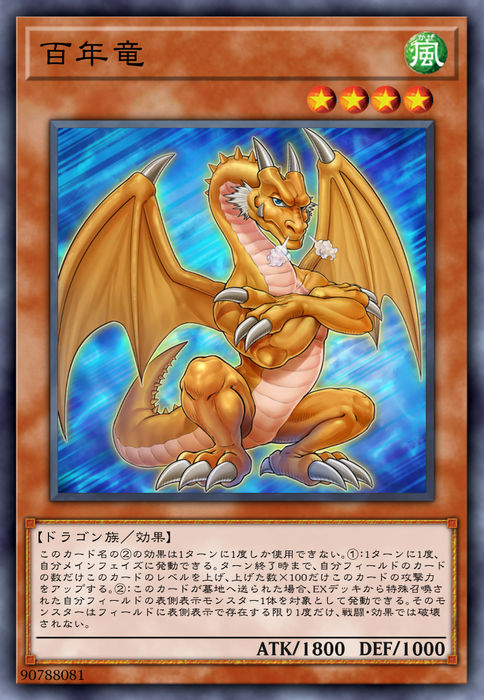 百年竜
かぜ
風
【ドラゴン族／効果】
このカード名の②の効果は1ターンに1度しか使用できない。①:1ターンに1度、
自分メインフェイズに発動できる。ターン終了時まで、自分フィールドのカード
の数だけこのカードのレベルを上げ、上げた数×100だけこのカードの攻撃力
をアップする。②:このカードが墓地へ送られた場合、EXデッキから特殊召喚さ
れた自分フィールドの表側表示モンスター1体を対象として発動できる。そのモ
ンスターはフィールドに表側表示で存在する限り1度だけ、戦闘・効果では破壊
されない。
ATK/1800 DEF/1000
90788081